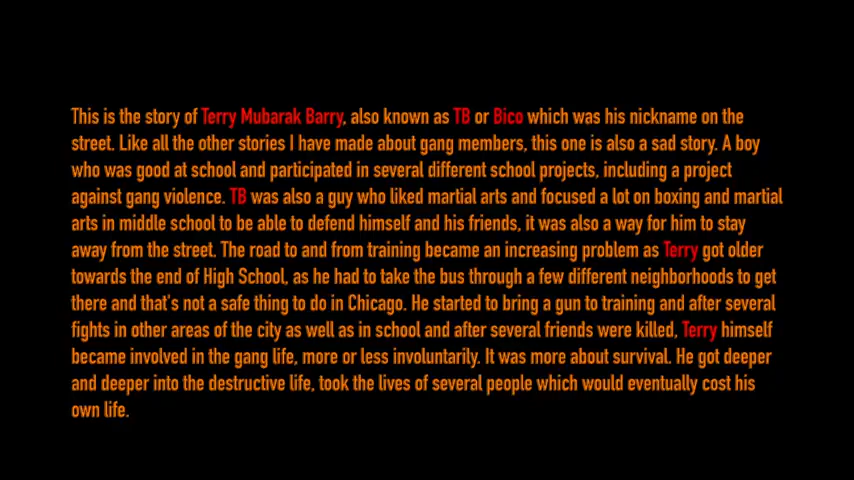 This is the story of Terry Mubarak Barry, also known as TB or Bico which was his nickname on the
street. Like all the other stories I have made about gang members, this one is also a sad story. A boy
who was good at school and participated in several different school projects, including a project
against gang violence. TB was also a guy who liked martial arts and focused a lot on boxing and martial
arts in middle school to be able to defend himself and his friends, it was also a way for him to stay
away from the street. The road to and from training became an increasing problem as Terry got older
towards the end of High School, as he had to take the bus through a few different neighborhoods to get
there and that's not a safe thing to do in Chicago. He started to bring a gun to training and after several
fights in other areas of the city as well as in school and after several friends were killed, Terry himself
became involved in the gang life, more or less involuntarily. It was more about survival. He got deeper
and deeper into the destructive life, took the lives of several people which would eventually cost his
own life.